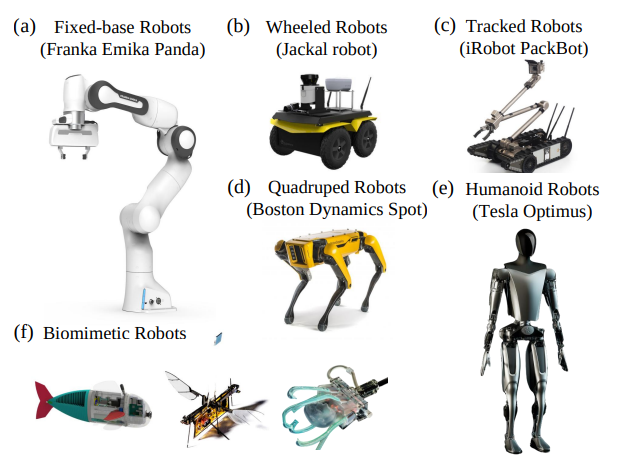 (a) Fixed-base Robots
(Franka Emika Panda)
(b) Wheeled Robots
(Jackal robot)
(c) Tracked Robots
(iRobot PackBot)
(d) Quadruped Robots
(Boston Dynamics Spot)
(e) Humanoid Robots
(Tesla Optimus)
(f) Biomimetic Robots